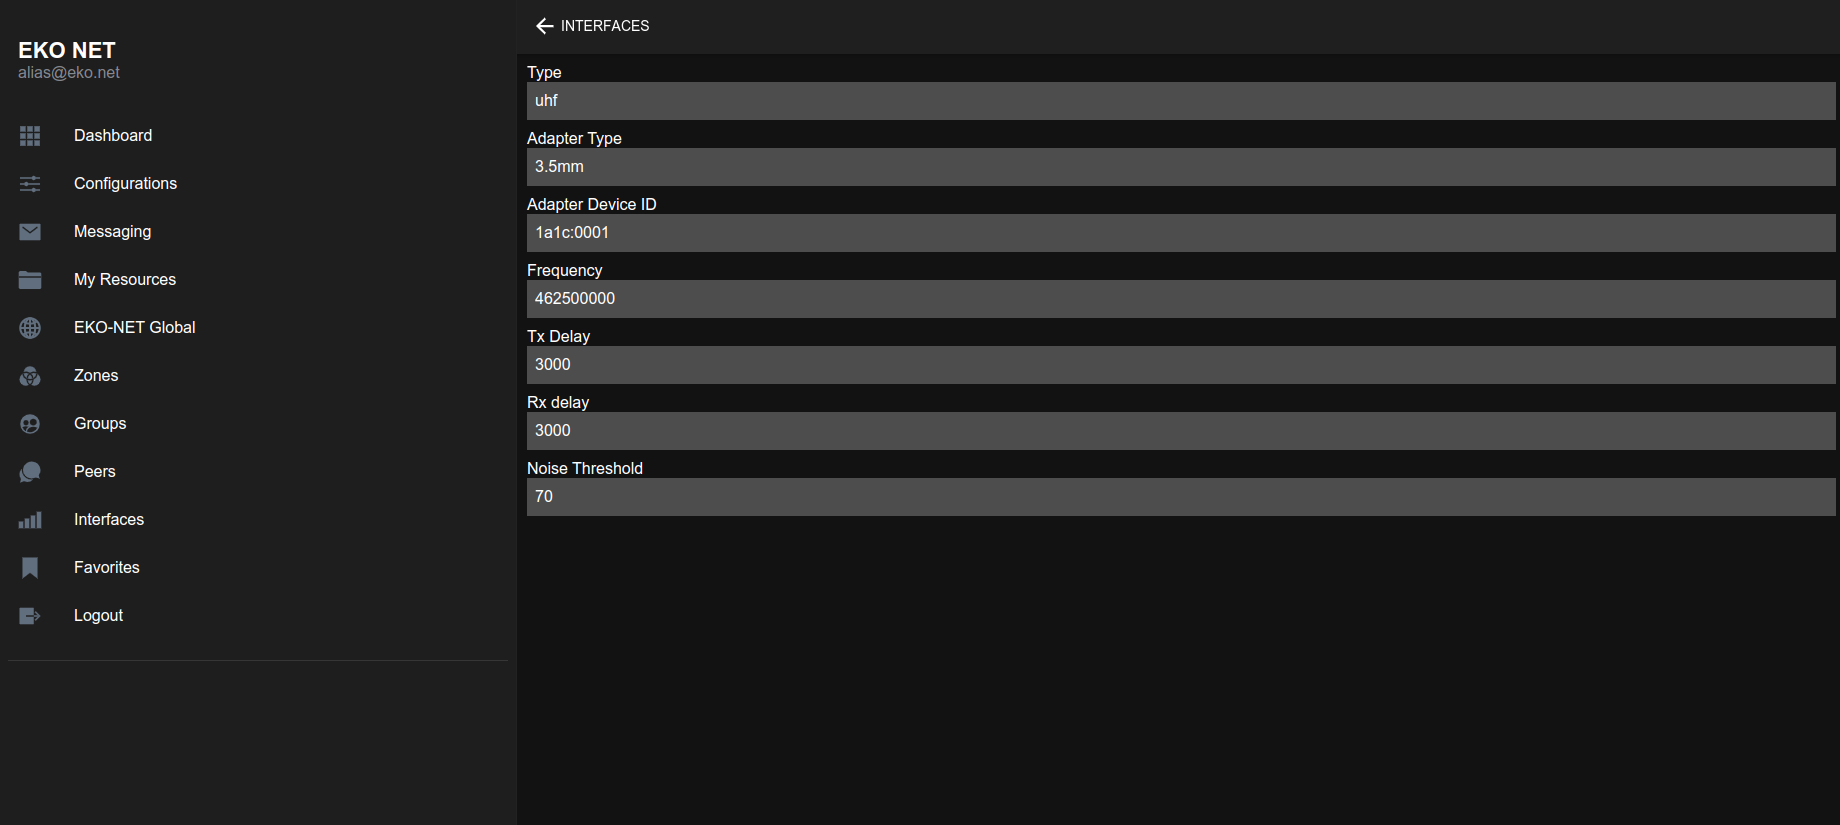 EKO NET
alias@eko.net
Dashboard
Configurations
Messaging
My Resources
EKO-NET Global
Zones
Groups
Peers
Interfaces
Favorites
Logout
INTERFACES
Type
uhf
Adapter Type
3.5mm
Adapter Device ID
1a1c:0001
Frequency
462500000
Tx Delay
3000
Rx delay
3000
Noise Threshold
70